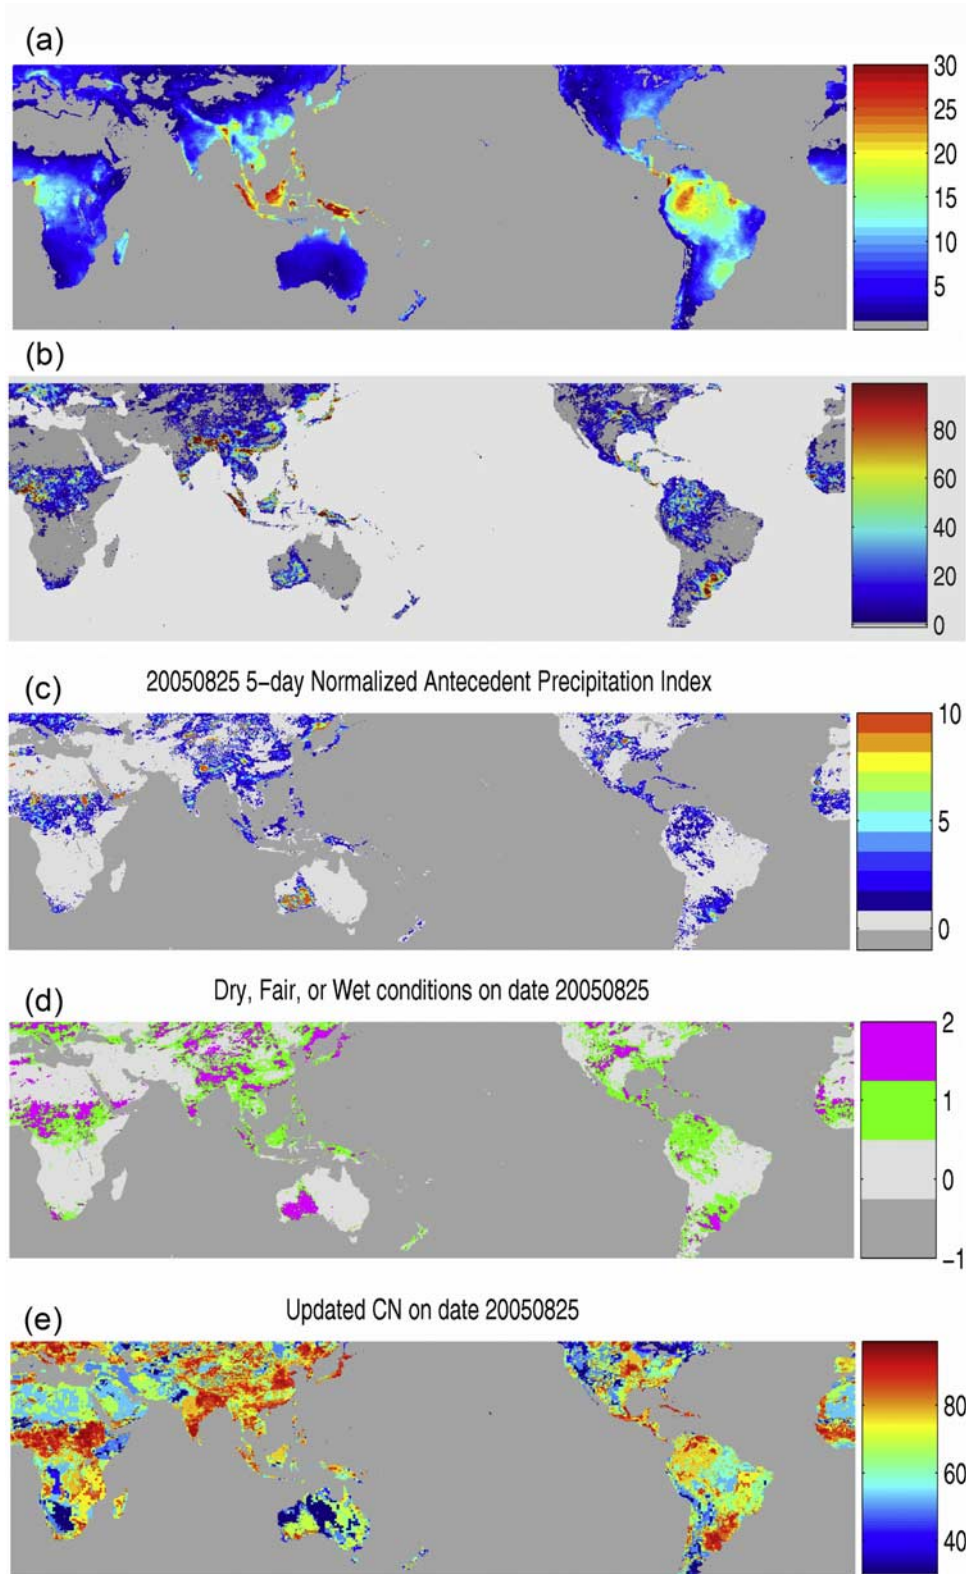 (a)
30
25
20
15
10
5
(b)
80
60
40
20
0
(c)
20050825 5-day Normalized Antecedent Precipitation Index
10
5
0
(d)
Dry, Fair, or Wet conditions on date 20050825
2
1
0
-1
(e)
Updated CN on date 20050825
80
60
40